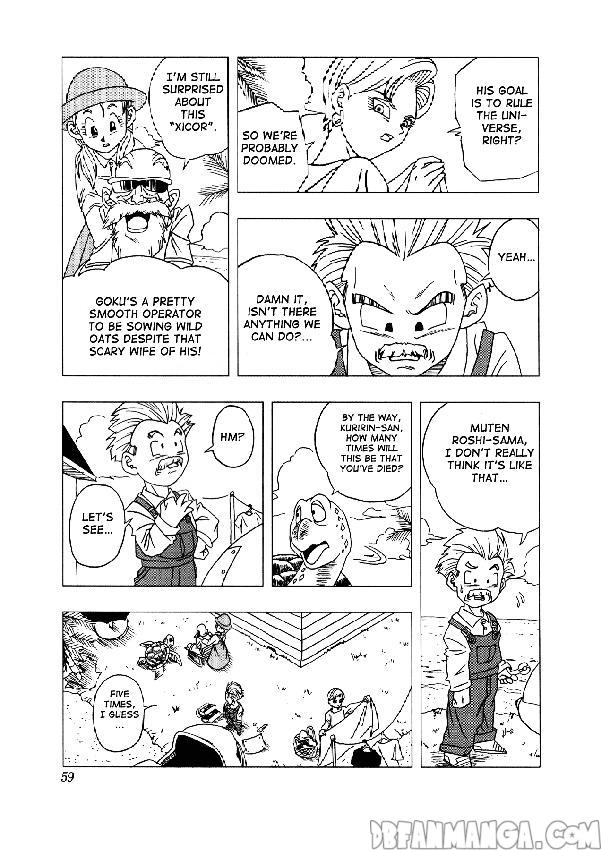 HIS GOAL
IS TO RULE
THE UNI-
VERSE,
RIGHT?
SO WE'RE
PROBABLY
DOOMED.
I'M STILL
SURPRISED
ABOUT
THIS
"XICOR".
GOKU'S A PRETTY
SMOOTH OPERATOR
TO BE SOWING WILD
OATS DESPITE THAT
SCARY WIFE OF HIS!
YEAH...
DAMN IT,
ISN'T THERE
ANYTHING WE
CAN DO?...
MUTEN
ROSHI-SAMA,
I DON'T REALLY
THINK IT'S LIKE
THAT...
BY THE WAY,
KURIRIN-SAN,
HOW MANY
TIMES WILL
THIS BE THAT
YOU'VE DIED?
HM?
LET'S
SEE...
FIVE
TIMES,
I GUESS
...
59
DBFANMANGA.COM